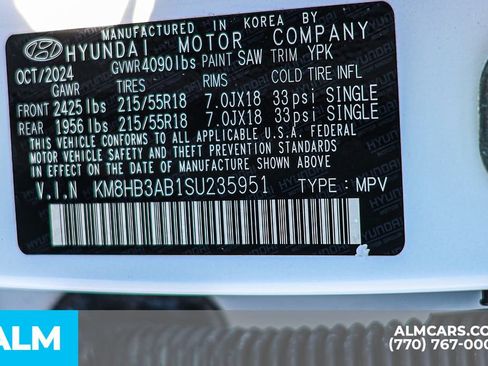 MANUFACTURED IN KOREA BY
HYUNDAI MOTOR COMPANY
OCT/2024 GVWR4090lbs PAINT SAW TRIM YPK
GAWR RIMS COLD TIRE INFL
FRONT 2425lbs 215/55R18 7.0JX18 33psi SINGLE
REAR 1956lbs 215/55R18 7.0JX18 33psi SINGLE
THIS VEHICLE CONFORMS TO ALL APPLICABLE U.S.A. FEDERAL
MOTOR VEHICLE SAFETY AND THEFT PREVENTION STANDARDS
IN EFFECT ON THE DATE OF MANUFACTURE SHOWN ABOVE.
V.I.N KM8HB3AB1SU235951 TYPE: MPV
ALM
ALMCARS.CO
(770) 767-000